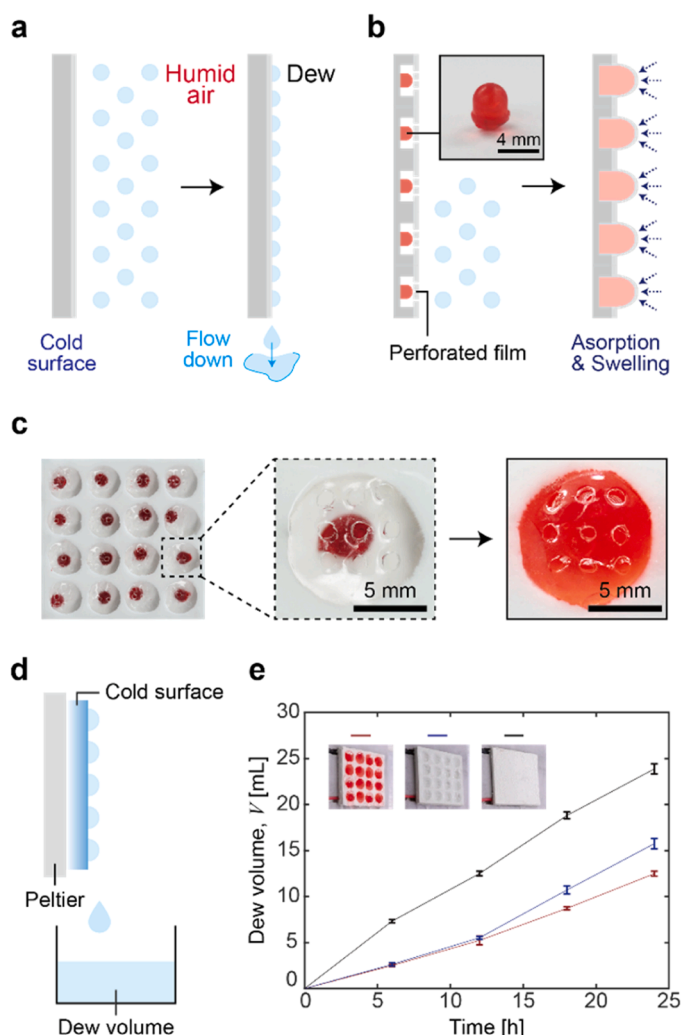 a
Humid
air
Dew
Cold
surface
Flow
down
b
4 mm
Perforated film
Asorption
& Swelling
c
5 mm
5 mm
d
Cold surface
Peltier
Dew volume
e
Dew volume, V [mL]
30
25
20
15
10
5
0
0
5
10
15
20
25
Time [h]